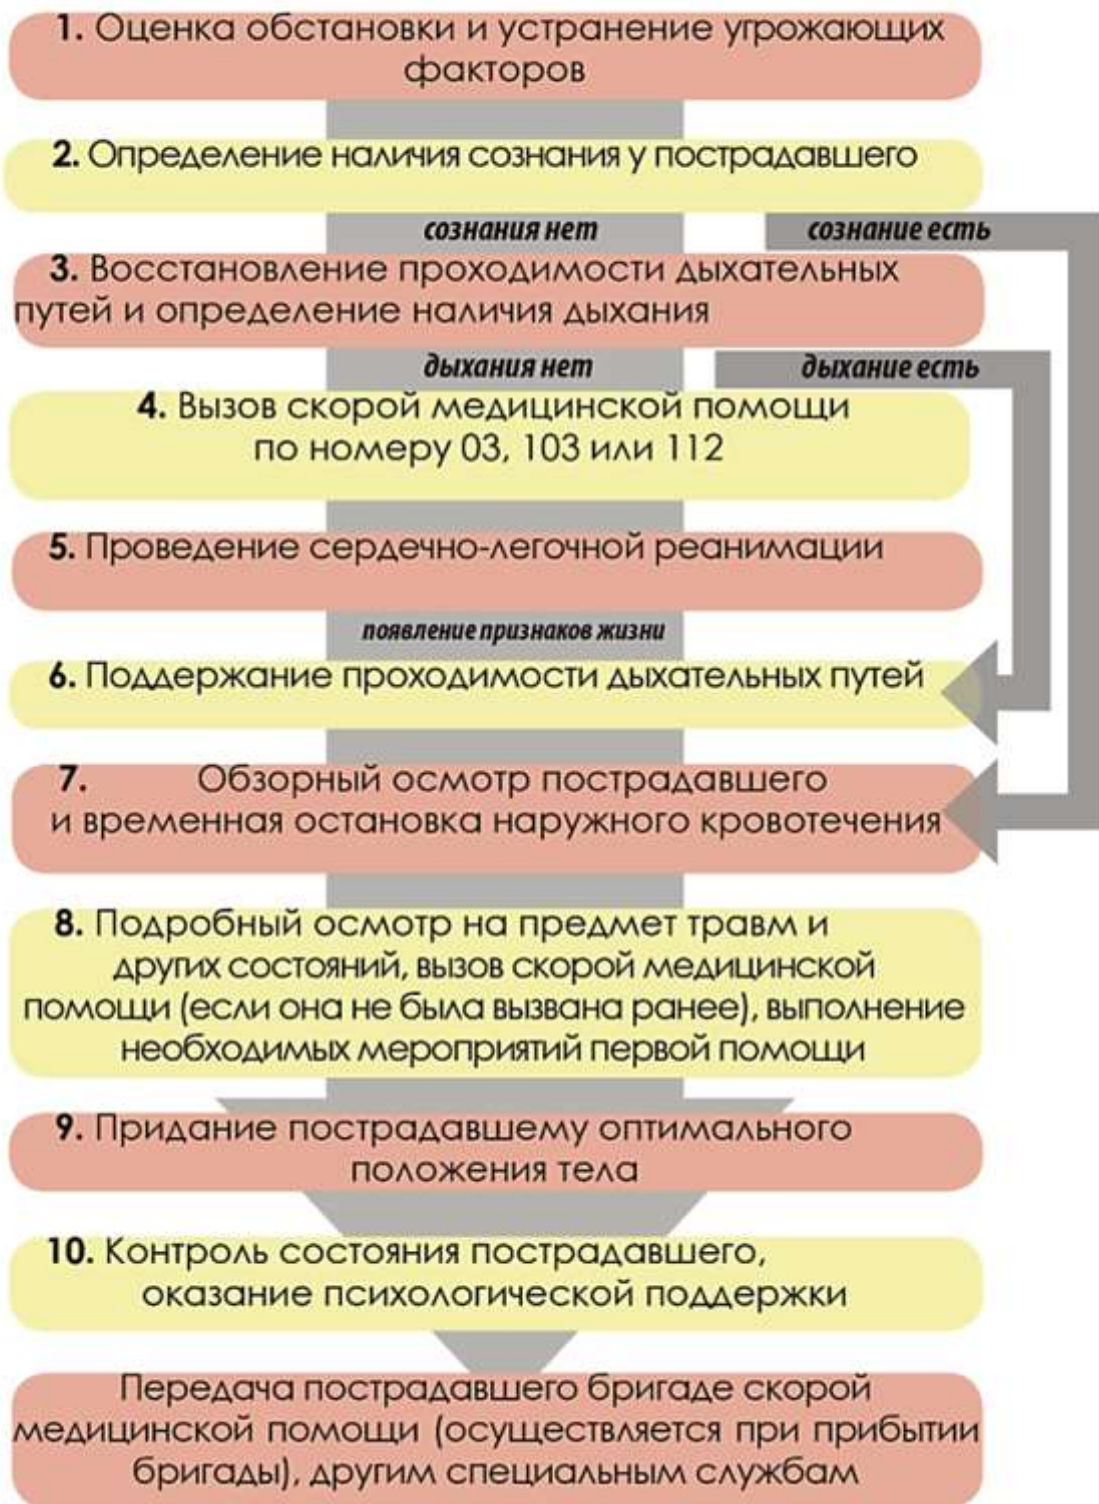 1. Оценка обстановки и устранение угрожающих
факторов
2. Определение наличия сознания у пострадавшего
сознания нет
сознание есть
3. Восстановление проходимости дыхательных
путей и определение наличия дыхания
дыхания нет
дыхание есть
4. Вызов скорой медицинской помощи
по номеру 03, 103 или 112
5. Проведение сердечно-легочной реанимации
появление признаков жизни
6. Поддержание проходимости дыхательных путей
7. Обзорный осмотр пострадавшего
и временная остановка наружного кровотечения
8. Подробный осмотр на предмет травм и
других состояний, вызов скорой медицинской
помощи (если она не была вызвана ранее), выполнение
необходимых мероприятий первой помощи
9. Придание пострадавшему оптимального
положения тела
10. Контроль состояния пострадавшего,
оказание психологической поддержки
Передача пострадавшего бригаде скорой
медицинской помощи (осуществляется при прибытии
бригады), другим специальным службам